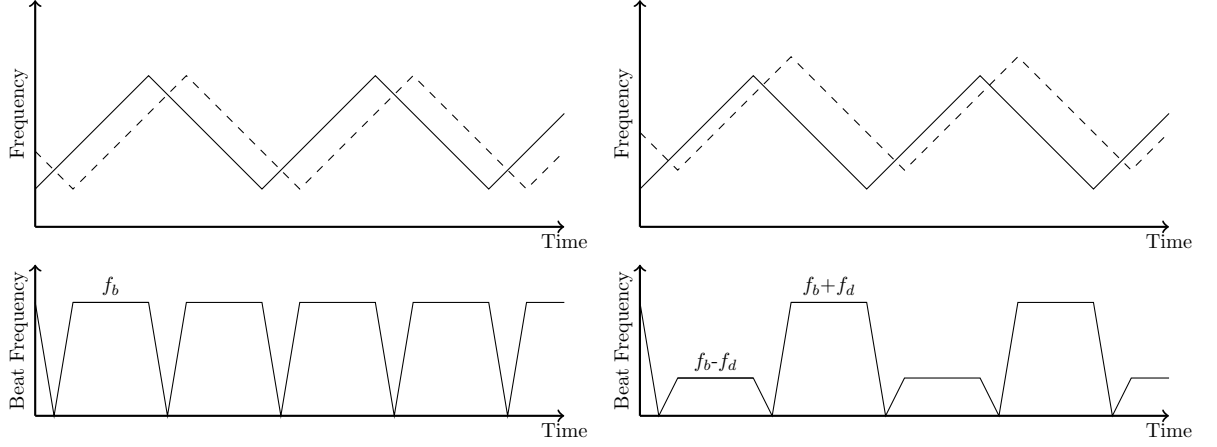 Frequency
Time
Frequency
Time
Beat Frequency
f_b
Time
Beat Frequency
f_b-f_d
f_b+f_d
Time